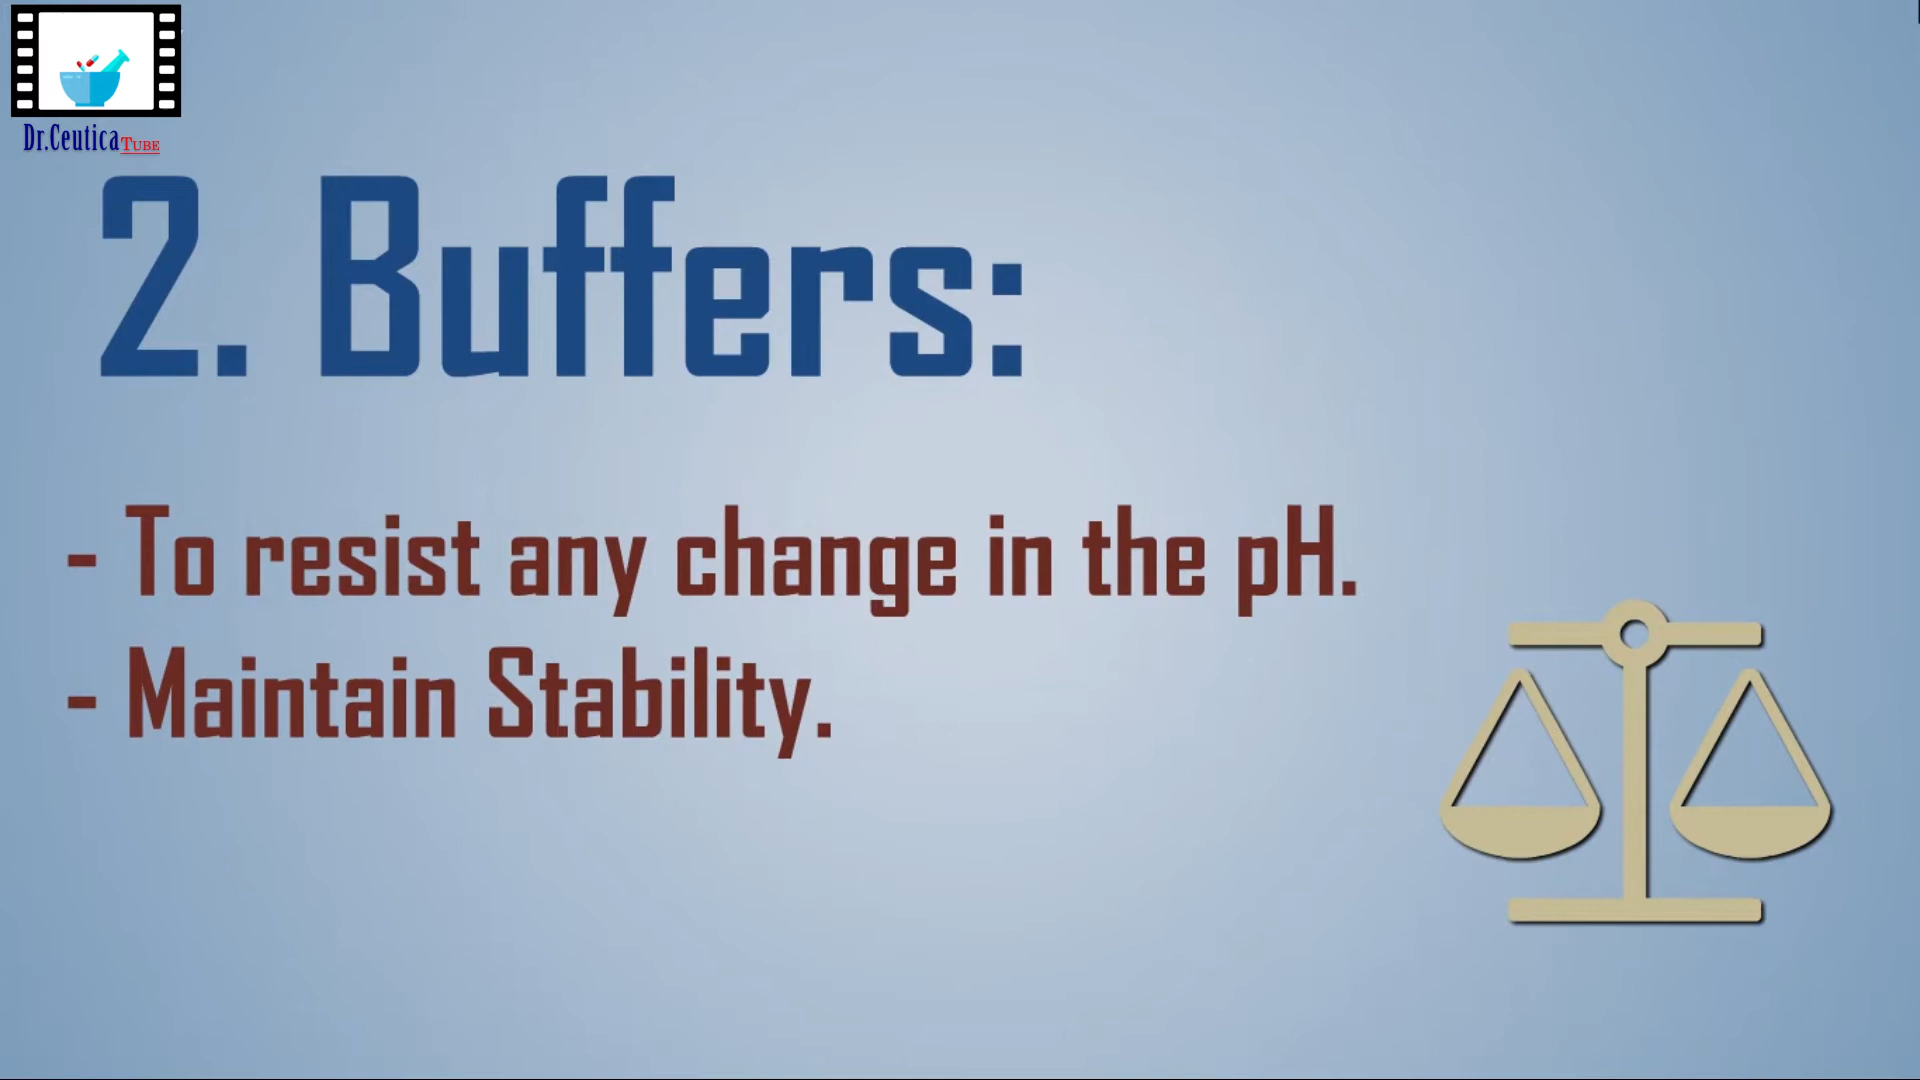 Dr.Ceutica TUBE
2. Buffers:
- To resist any change in the pH.
- Maintain Stability.